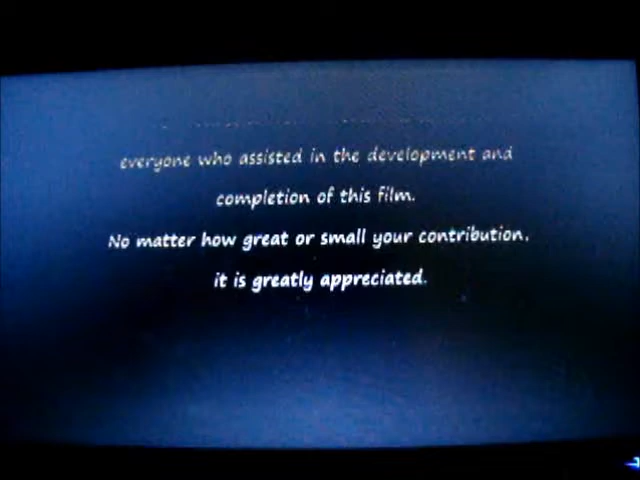 everyone who assisted in the development and
completion of this film.
No matter how great or small your contribution,
it is greatly appreciated.